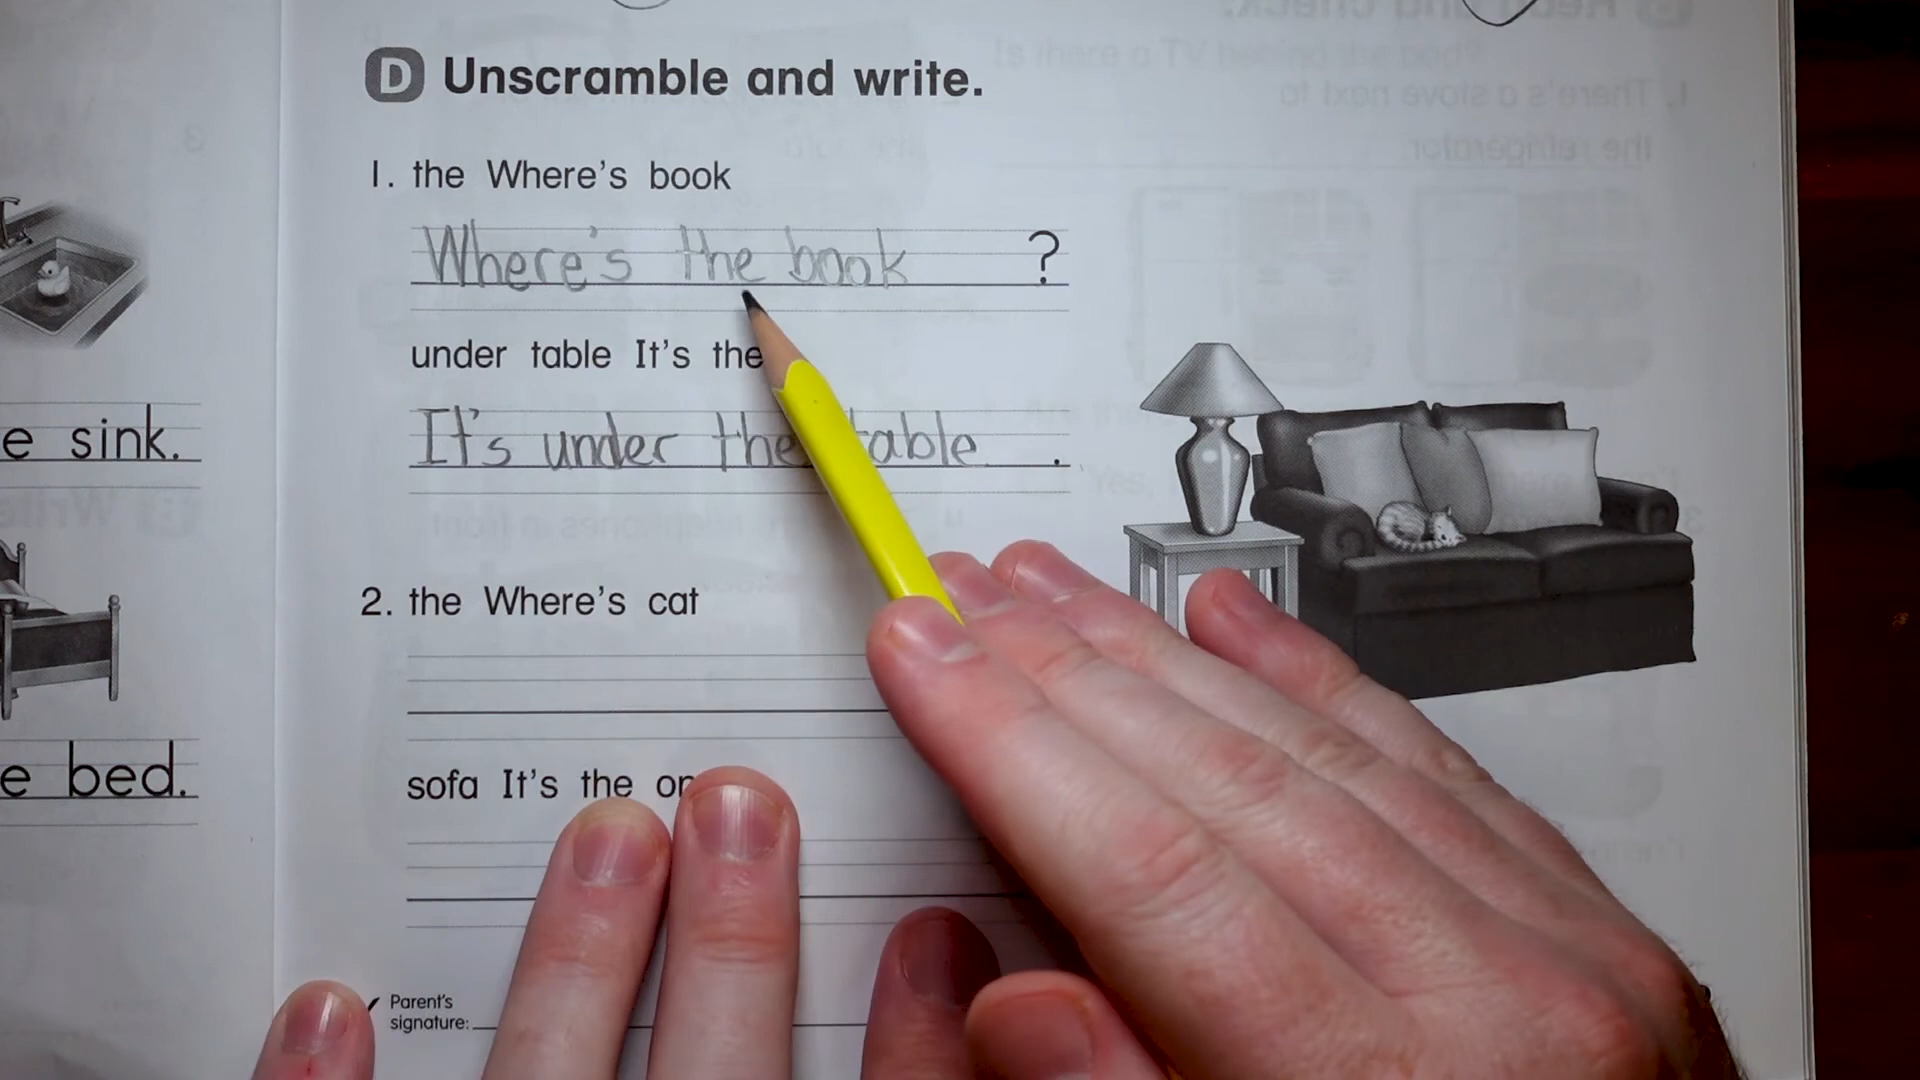 D Unscramble and write.
1. the Where's book
Where's the book ?
under table It's the
It's under the table .
e sink.
2. the Where's cat
e bed.
sofa It's the on
Parent's
signature: